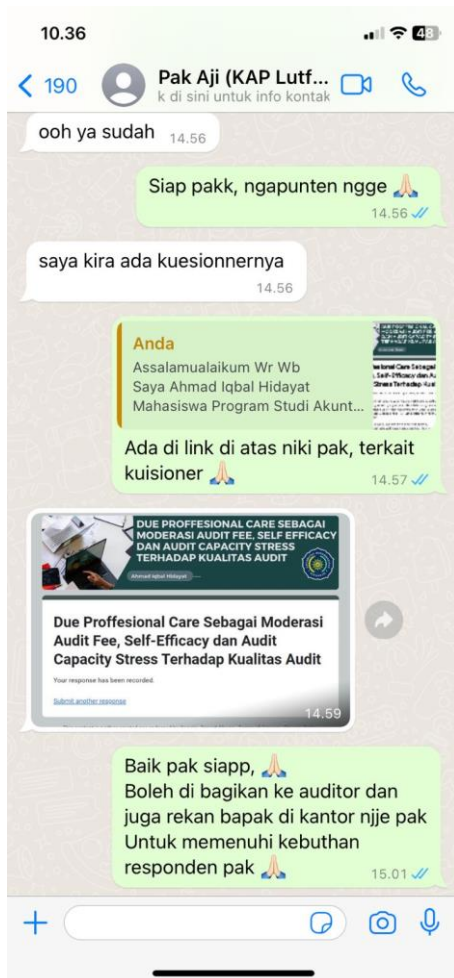 10.36
48
190
Pak Aji (KAP Lutf...
k di sini untuk info kontak
ooh ya sudah 14.56
Siap pakk, ngapunten ngge 🙏🏻
14.56
saya kira ada kuesionnernya
14.56
Anda
Assalamualaikum Wr Wb
Saya Ahmad Iqbal Hidayat
Mahasiswa Program Studi Akunt...
Ada di link di atas niki pak, terkait
kuisioner 🙏🏻 14.57
DUE PROFFESIONAL CARE SEBAGAI
MODERASI AUDIT FEE, SELF EFFICACY
DAN AUDIT CAPACITY STRESS
TERHADAP KUALITAS AUDIT
Ahmad Iqbal Hidayat
Due Proffesional Care Sebagai Moderasi
Audit Fee, Self-Efficacy dan Audit
Capacity Stress Terhadap Kualitas Audit
Your response has been recorded.
Submit another response
14.59
Baik pak siapp, 🙏🏻
Boleh di bagikan ke auditor dan
juga rekan bapak di kantor njje pak
Untuk memenuhi kebuthan
responden pak 🙏🏻 15.01